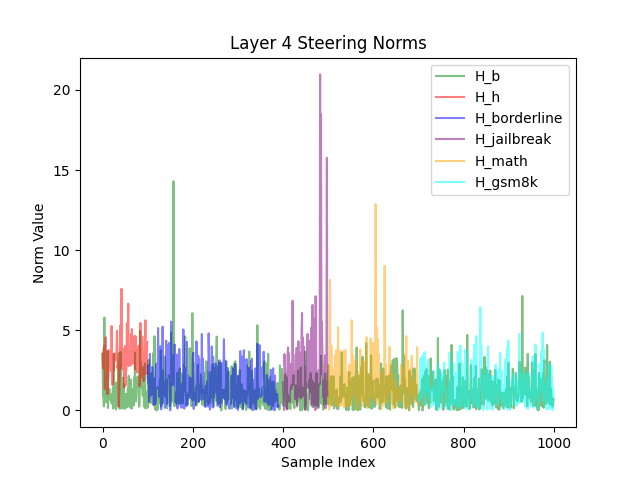 Layer 4 Steering Norms
H_b
H_h
H_borderline
H_jailbreak
H_math
H_gsm8k
Norm Value
20
15
10
5
0
0 200 400 600 800 1000
Sample Index